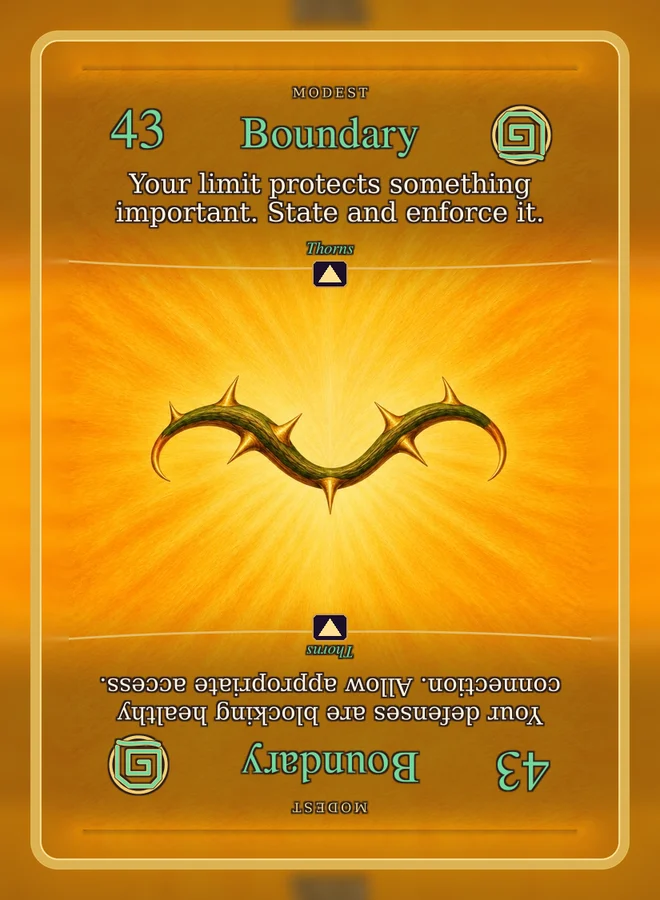 MODEST
43
Boundary
Your limit protects something
important. State and enforce it.
Thorns
Thorns
Your defenses are blocking healthy
connection. Allow appropriate access.
43
Boundary
MODEST